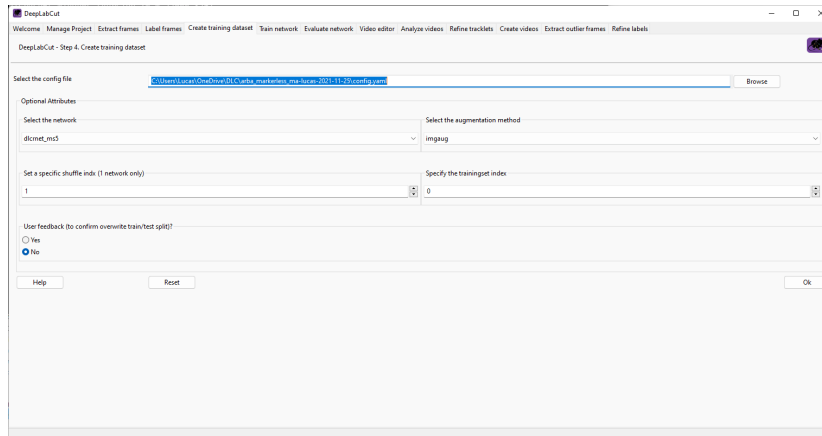 DeepLabCut
Welcome Manage Project Extract frames Label frames Create training dataset Train network Evaluate network Video editor Analyze videos Refine tracklets Create videos Extract outlier frames Refine labels
DeepLabCut - Step 4. Create training dataset
Select the config file C:\Users\Lucas\OneDrive\DLC\arba_markerless_ma-lucas-2021-11-25\config.yaml Browse
Optional Attributes
Select the network Select the augmentation method
dlcrnet_ms5 imgaug
Set a specific shuffle indx (1 network only) Specify the trainingset index
1 0
User feedback (to confirm overwrite train/test split)?
Yes
No
Help Reset Ok